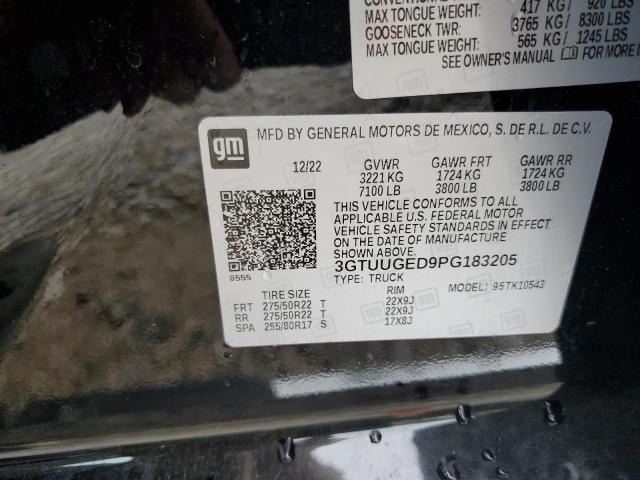 CONVENTIONAL
417 KG/ 920 LBS
MAX TONGUE WEIGHT:
GOOSENECK TWR: 3765 KG/ 8300 LBS
MAX TONGUE WEIGHT: 565 KG/ 1245 LBS
SEE OWNER'S MANUAL FOR MORE
gm
MFD BY GENERAL MOTORS DE MEXICO, S. DE R.L. DE C.V.
12/22 GVWR GAWR FRT GAWR RR
3221 KG 1724 KG 1724 KG
7100 LB 3800 LB 3800 LB
THIS VEHICLE CONFORMS TO ALL
APPLICABLE U.S. FEDERAL MOTOR
VEHICLE SAFETY STANDARDS IN EFFECT
ON THE DATE OF MANUFACTURE SHOWN
ABOVE.
8555 3GTUUGED9PG183205
TYPE: TRUCK MODEL: 95TK10543
TIRE SIZE RIM
FRT 275/50R22 T 22X9J
RR 275/50R22 T 22X9J
SPA 255/80R17 S 17X8J